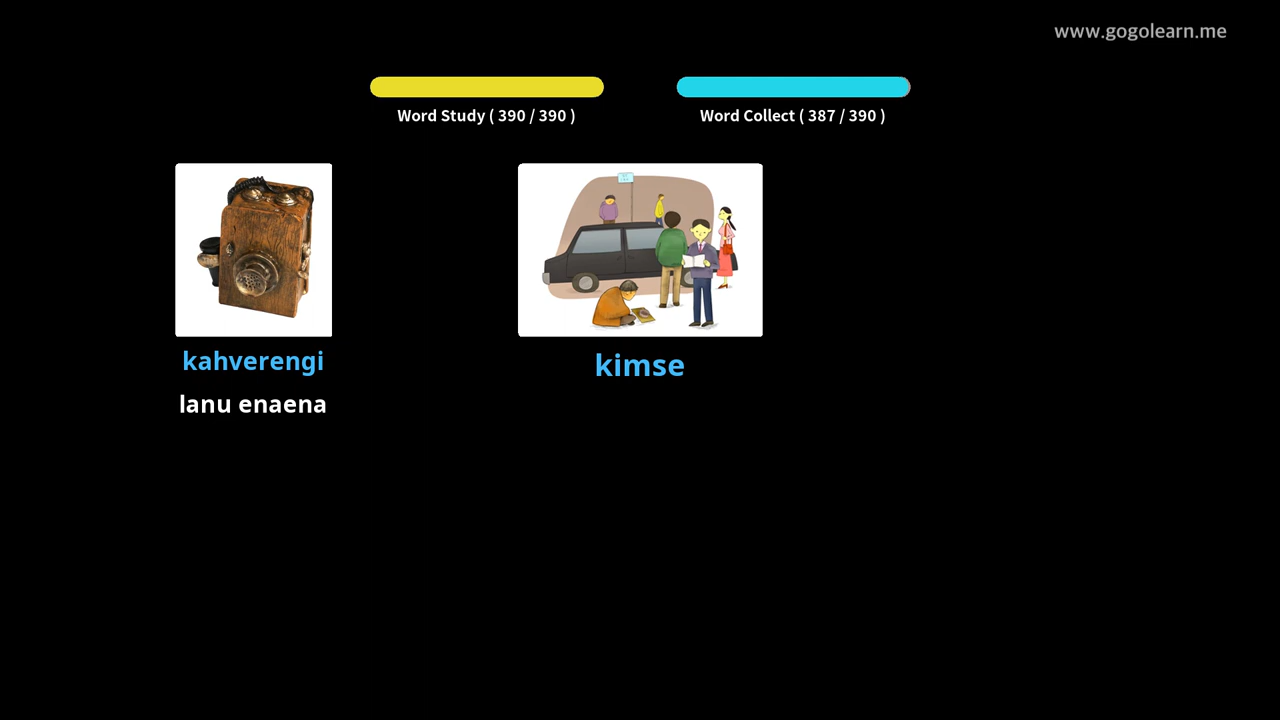 www.gogolearn.me
Word Study ( 390 / 390 )
Word Collect ( 387 / 390 )
kahverengi
lanu enaena
kimse